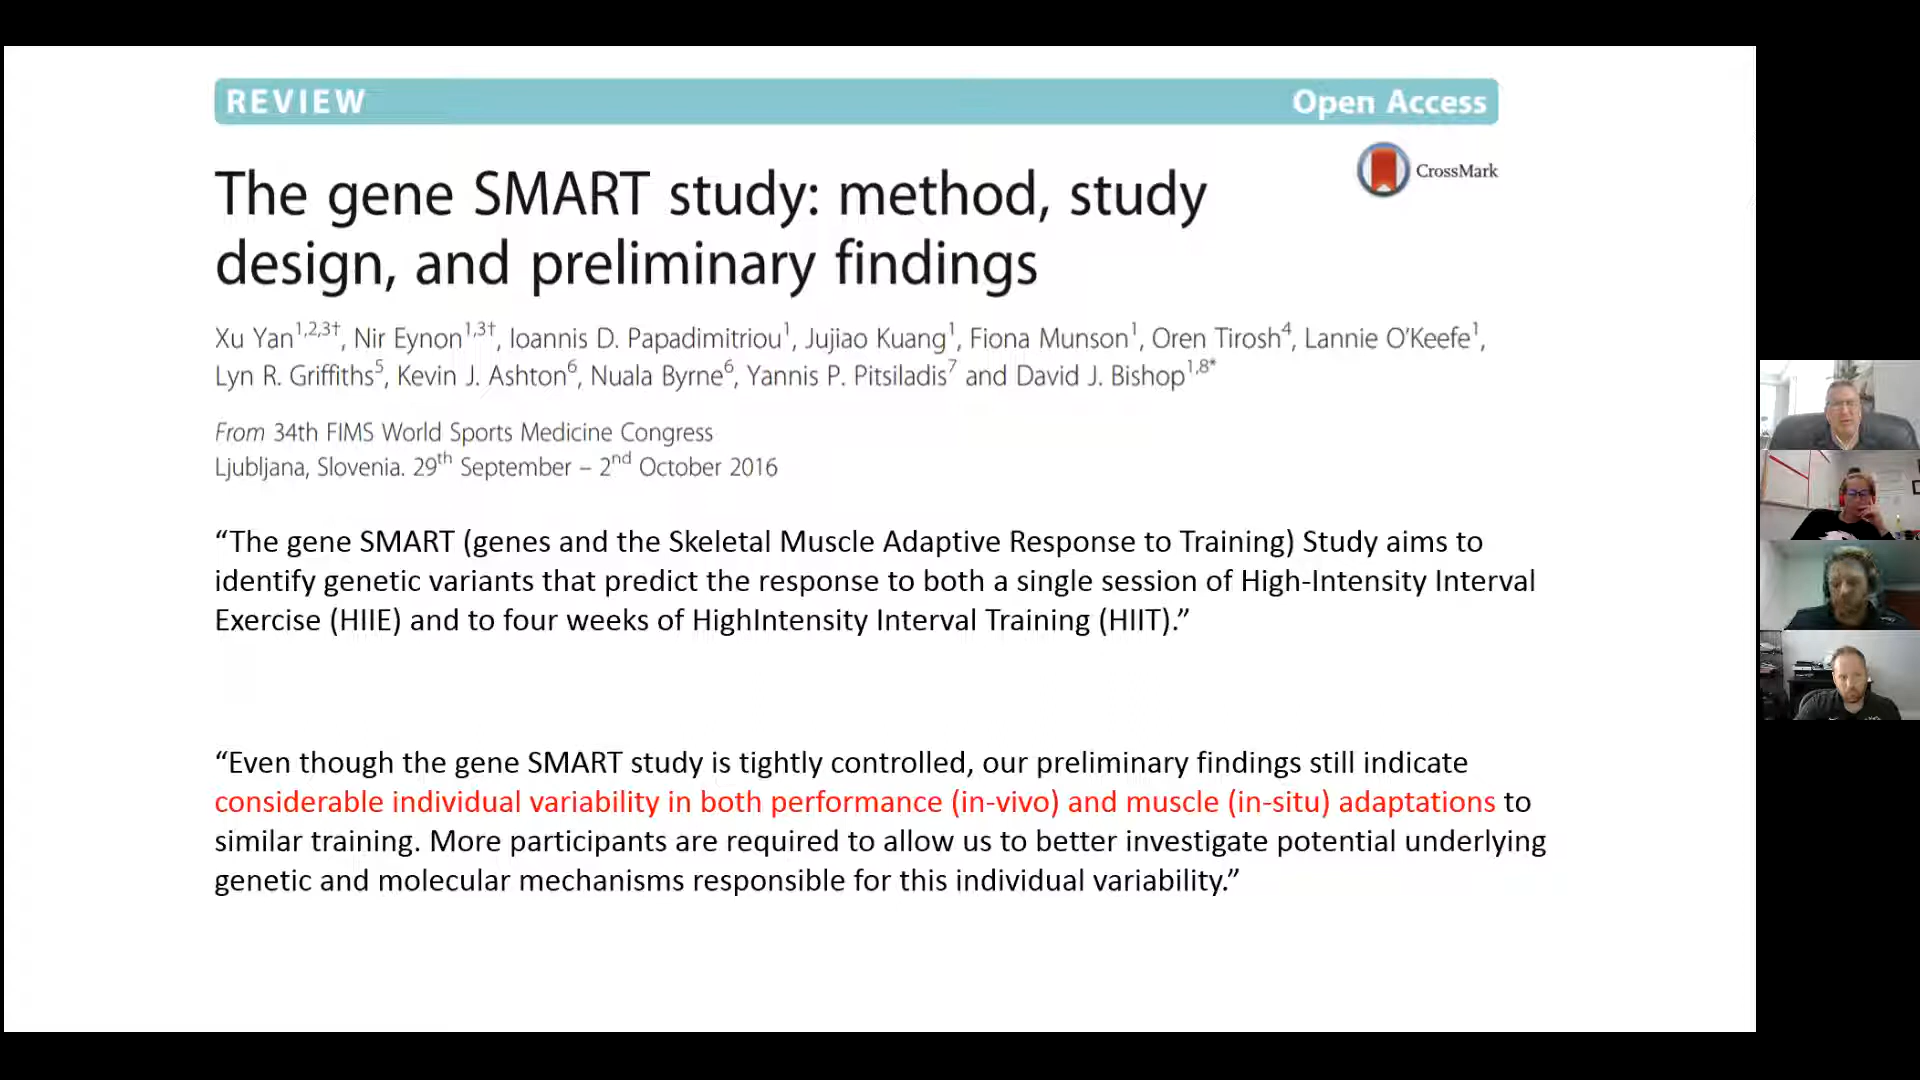 REVIEW Open Access
CrossMark
The gene SMART study: method, study
design, and preliminary findings
Xu Yan1,2,3†, Nir Eynon1,3†, Ioannis D. Papadimitriou1, Jujiao Kuang1, Fiona Munson1, Oren Tirosh4, Lannie O’Keefe1,
Lyn R. Griffiths5, Kevin J. Ashton6, Nuala Byrne6, Yannis P. Pitsiladis7 and David J. Bishop1,8*
From 34th FIMS World Sports Medicine Congress
Ljubljana, Slovenia. 29th September – 2nd October 2016
“The gene SMART (genes and the Skeletal Muscle Adaptive Response to Training) Study aims to
identify genetic variants that predict the response to both a single session of High-Intensity Interval
Exercise (HIIE) and to four weeks of HighIntensity Interval Training (HIIT).”
“Even though the gene SMART study is tightly controlled, our preliminary findings still indicate
considerable individual variability in both performance (in-vivo) and muscle (in-situ) adaptations to
similar training. More participants are required to allow us to better investigate potential underlying
genetic and molecular mechanisms responsible for this individual variability.”